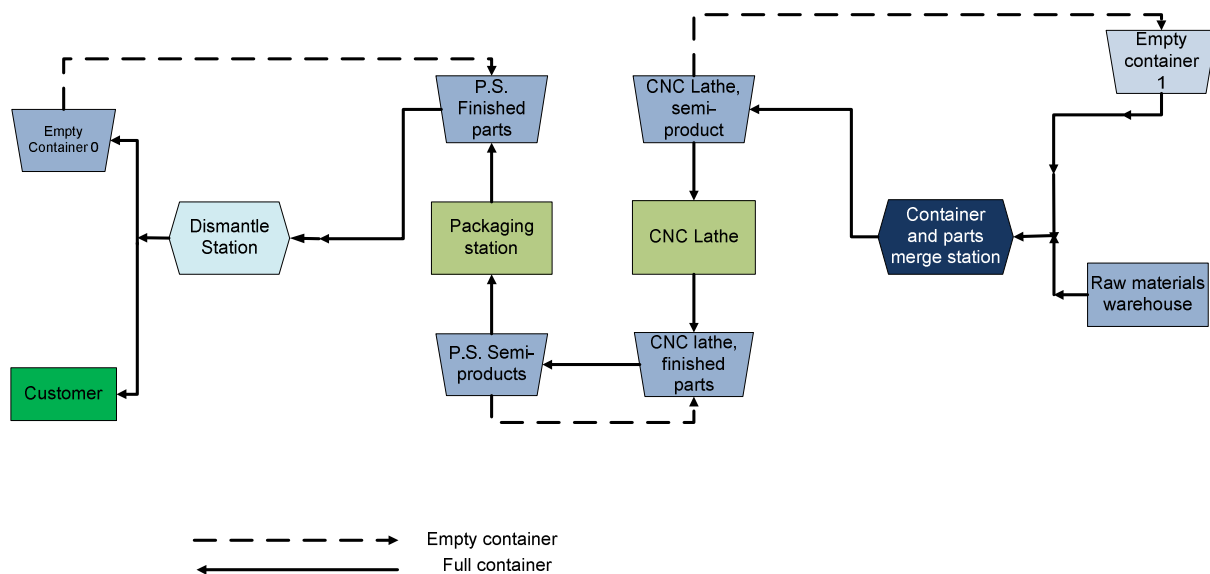 Empty
container
1
P.S.
Finished
parts
CNC Lathe,
semi-
product
Empty
Container 0
Dismantle
Station
Packaging
station
CNC Lathe
Container
and parts
merge station
Raw materials
warehouse
P.S. Semi-
products
CNC lathe,
finished
parts
Customer
Empty container
Full container